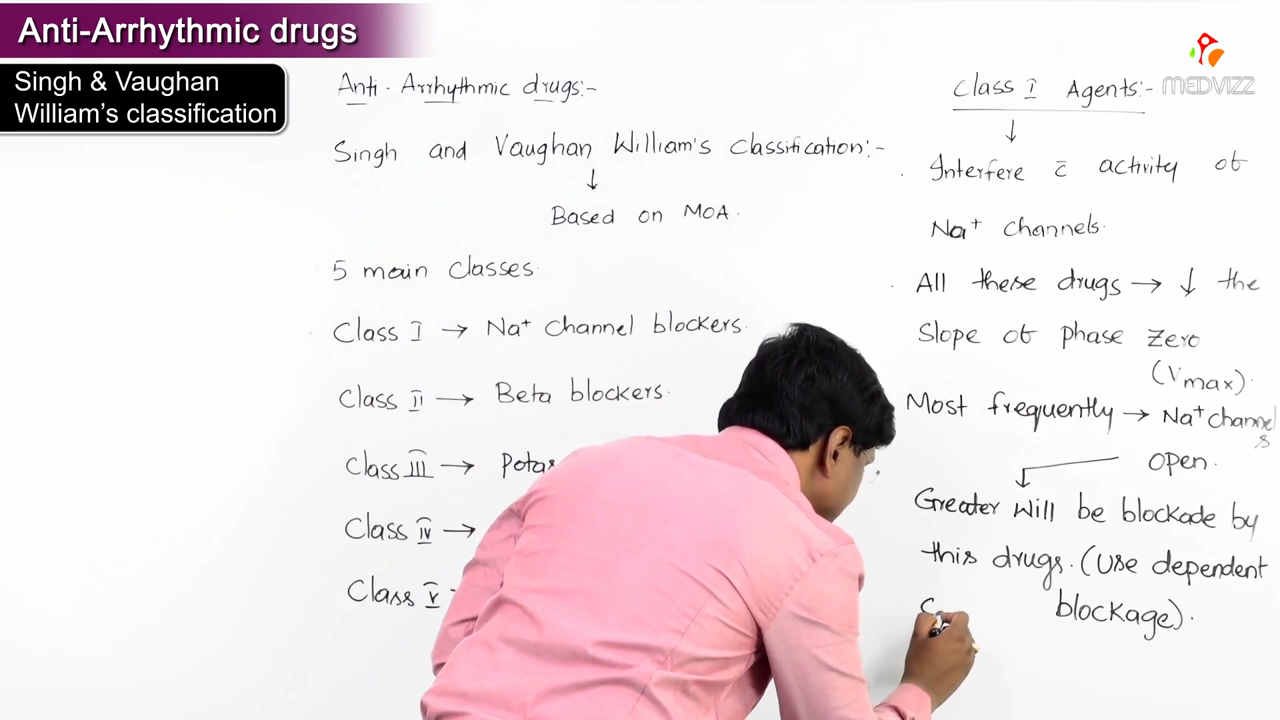 Anti-Arrhythmic drugs
Singh & Vaughan
William's classification
MEDVIZZ
Anti-Arrhythmic drugs:-
Singh and Vaughan William's classification:-
Based on MOA.
5 main classes.
Class I → Na+ channel blockers.
Class II → Beta blockers.
Class III → Potas
Class IV →
Class V
Class I Agents:-
↓
Interfere c̄ activity of
Na+ channels.
All these drugs → ↓ the
Slope of phase zero
(Vmax).
Most frequently → Na+ channel
s
open.
Greater will be blockade by
this drugs. (Use dependent
blockage).